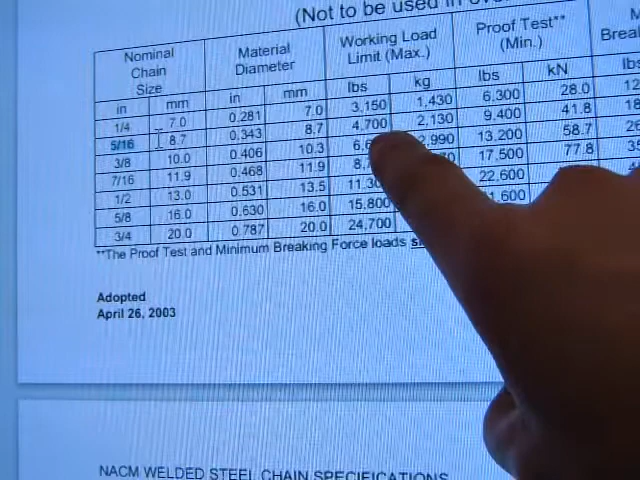 (Not to be used in
Nominal Chain Size Material Diameter Working Load Limit (Max.) Proof Test** (Min.)
in mm in mm lbs kg lbs kN lbs
1/4 7.0 0.281 7.0 3,150 1,430 6,300 28.0
5/16 8.7 0.343 8.7 4,700 2,130 9,400 41.8
3/8 10.0 0.406 10.3 2,990 13,200 58.7
7/16 11.9 0.468 11.9 17,500 77.8
1/2 13.0 0.531 13.5 11,300 22,600
5/8 16.0 0.630 16.0 15,800
3/4 20.0 0.787 20.0 24,700
**The Proof Test and Minimum Breaking Force loads
Adopted
April 26, 2003
NACM WELDED STEEL CHAIN SPECIFICATIONS